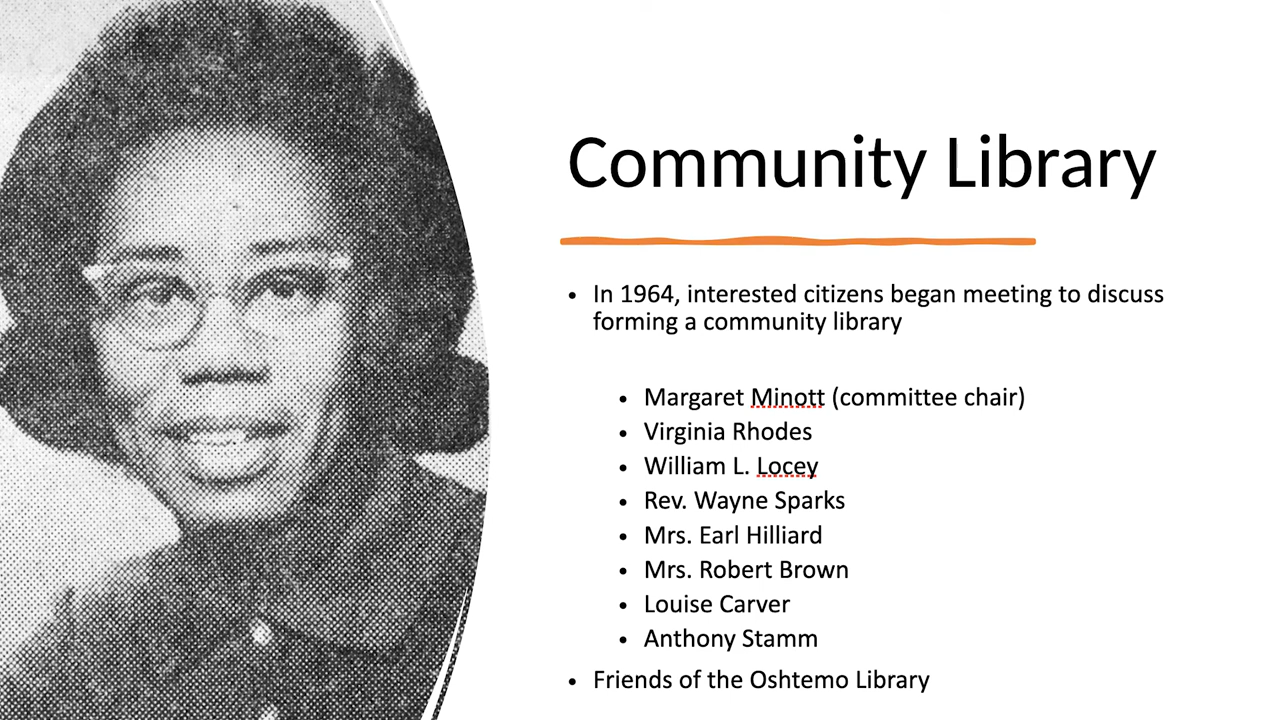 Community Library
• In 1964, interested citizens began meeting to discuss
forming a community library
• Margaret Minott (committee chair)
• Virginia Rhodes
• William L. Locey
• Rev. Wayne Sparks
• Mrs. Earl Hilliard
• Mrs. Robert Brown
• Louise Carver
• Anthony Stamm
• Friends of the Oshtemo Library